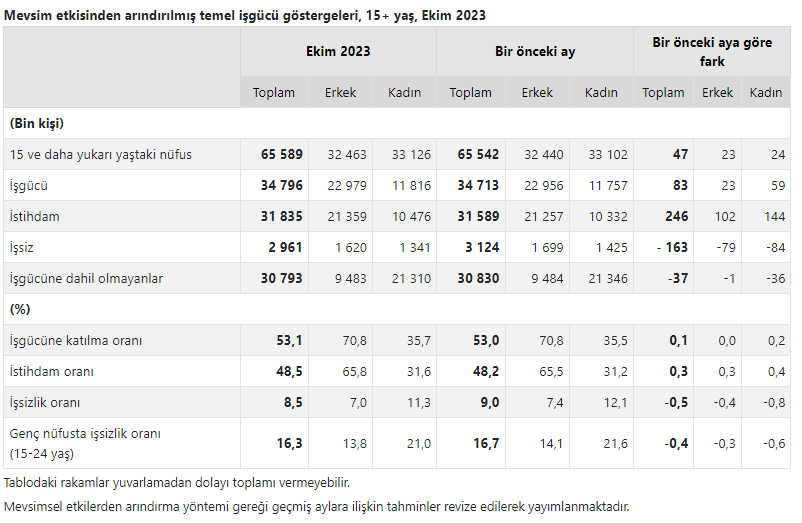 Mevsim etkisinden arındırılmış temel işgücü göstergeleri, 15+ yaş, Ekim 2023
Ekim 2023 Bir önceki ay Bir önceki aya göre
fark
Toplam Erkek Kadın Toplam Erkek Kadın Toplam Erkek Kadın
(Bin kişi)
15 ve daha yukarı yaştaki nüfus 65 589 32 463 33 126 65 542 32 440 33 102 47 23 24
İşgücü 34 796 22 979 11 816 34 713 22 956 11 757 83 23 59
İstihdam 31 835 21 359 10 476 31 589 21 257 10 332 246 102 144
İşsiz 2 961 1 620 1 341 3 124 1 699 1 425 - 163 -79 -84
İşgücüne dahil olmayanlar 30 793 9 483 21 310 30 830 9 484 21 346 -37 -1 -36
(%)
İşgücüne katılma oranı 53,1 70,8 35,7 53,0 70,8 35,5 0,1 0,0 0,2
İstihdam oranı 48,5 65,8 31,6 48,2 65,5 31,2 0,3 0,3 0,4
İşsizlik oranı 8,5 7,0 11,3 9,0 7,4 12,1 -0,5 -0,4 -0,8
Genç nüfusta işsizlik oranı
(15-24 yaş) 16,3 13,8 21,0 16,7 14,1 21,6 -0,4 -0,3 -0,6
Tablodaki rakamlar yuvarlamadan dolayı toplamı vermeyebilir.
Mevsimsel etkilerden arındırma yöntemi gereği geçmiş aylara ilişkin tahminler revize edilerek yayımlanmaktadır.